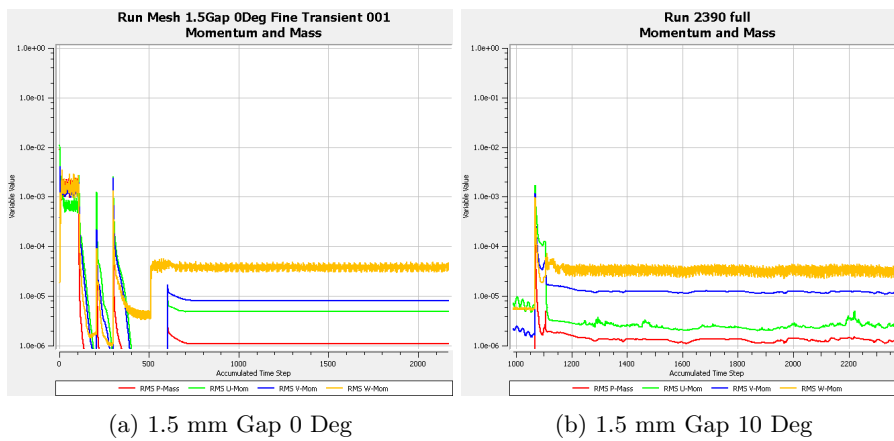 Run Mesh 1.5Gap 0Deg Fine Transient 001
Momentum and Mass
1.0e+00
1.0e-01
1.0e-02
1.0e-03
1.0e-04
1.0e-05
1.0e-06
Variable Value
0
500
1000
1500
2000
Accumulated Time Step
RMS P-Mass
RMS U-Mom
RMS V-Mom
RMS W-Mom
(a) 1.5 mm Gap 0 Deg
Run 2390 full
Momentum and Mass
1.0e+00
1.0e-01
1.0e-02
1.0e-03
1.0e-04
1.0e-05
1.0e-06
Variable Value
1000
1200
1400
1600
1800
2000
2200
Accumulated Time Step
RMS P-Mass
RMS U-Mom
RMS V-Mom
RMS W-Mom
(b) 1.5 mm Gap 10 Deg